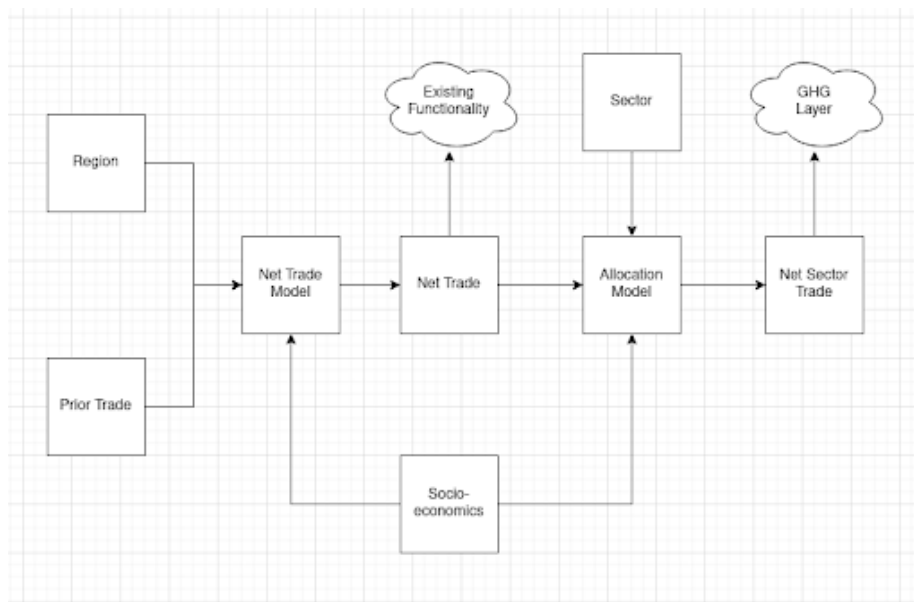 Existing
Functionality
Sector
GHG
Layer
Region
Net Trade
Model
Net Trade
Allocation
Model
Net Sector
Trade
Prior Trade
Socio-
economics